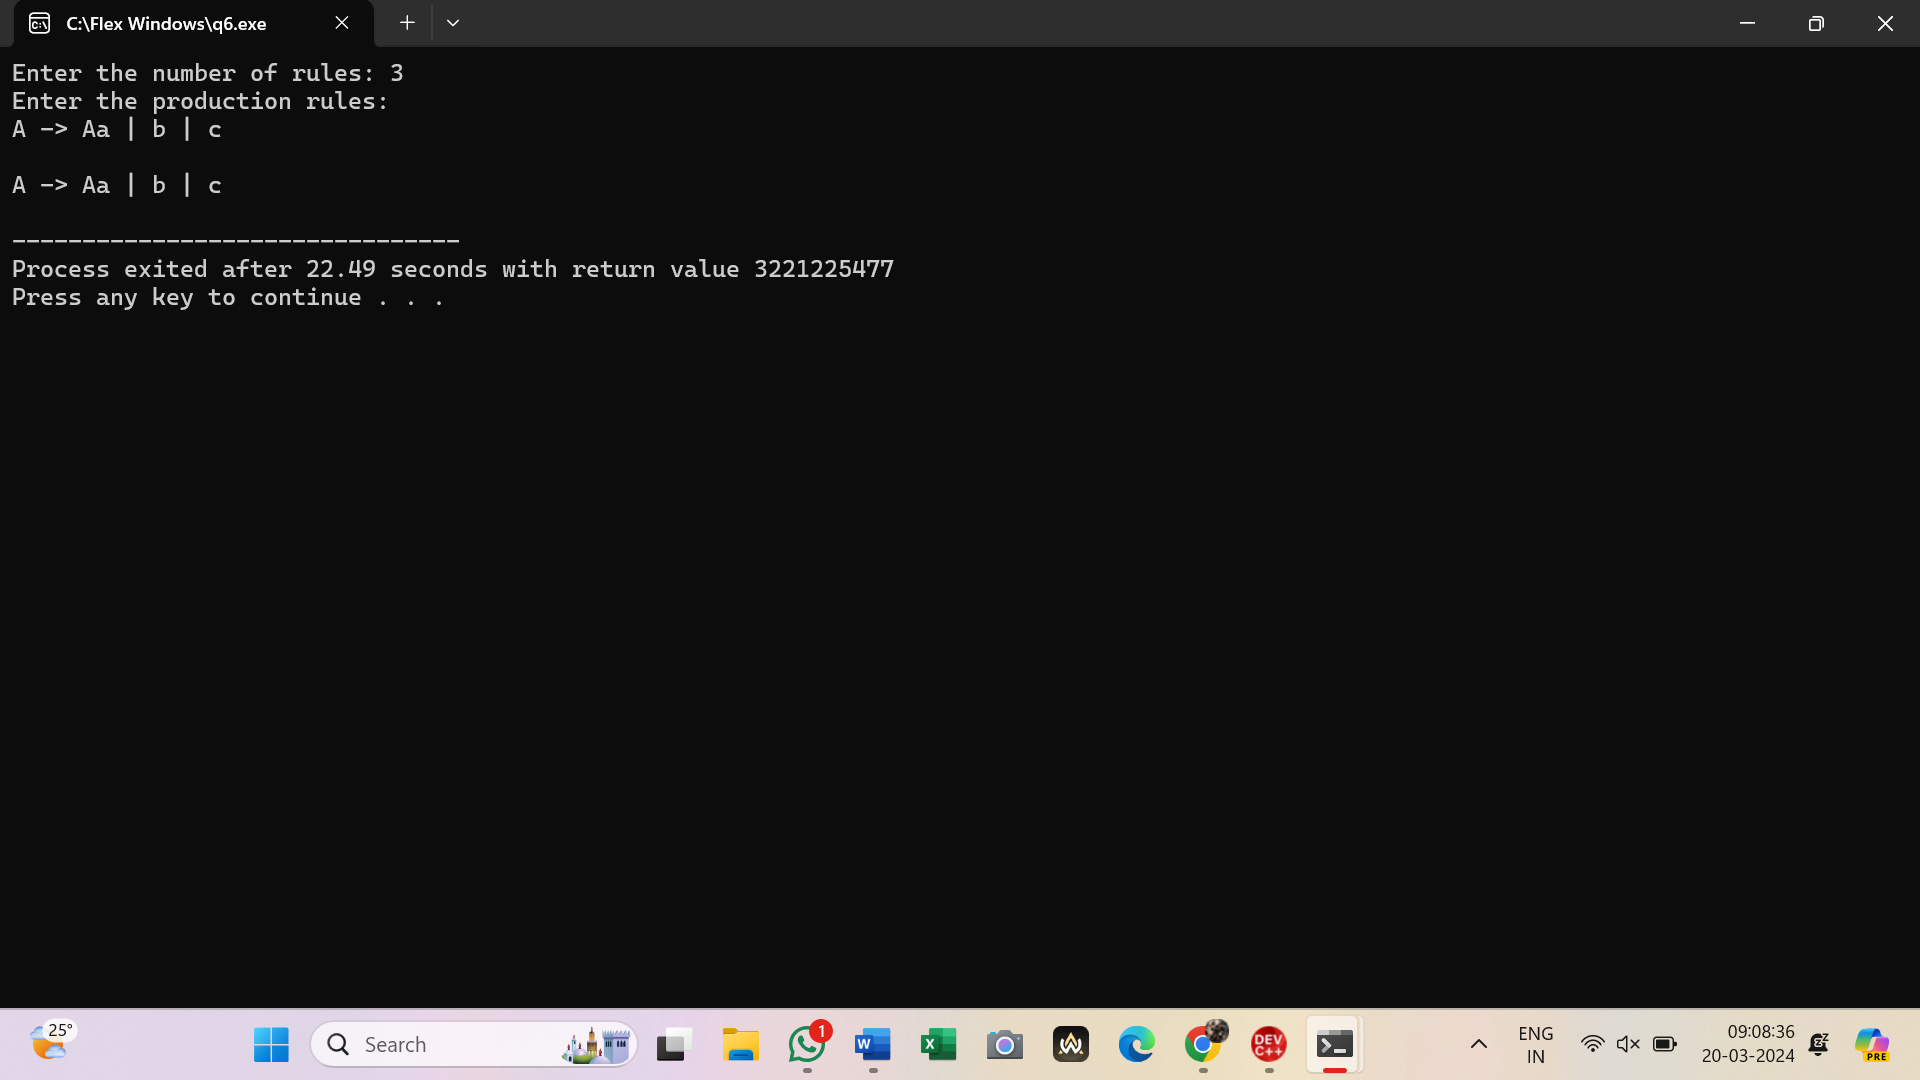 C:\Flex Windows\q6.exe
Enter the number of rules: 3
Enter the production rules:
A -> Aa | b | c
A -> Aa | b | c
--------------------------------
Process exited after 22.49 seconds with return value 3221225477
Press any key to continue . . .
25°
Search
1
W
X
DEV
C++
ENG
IN
09:08:36
20-03-2024
PRE